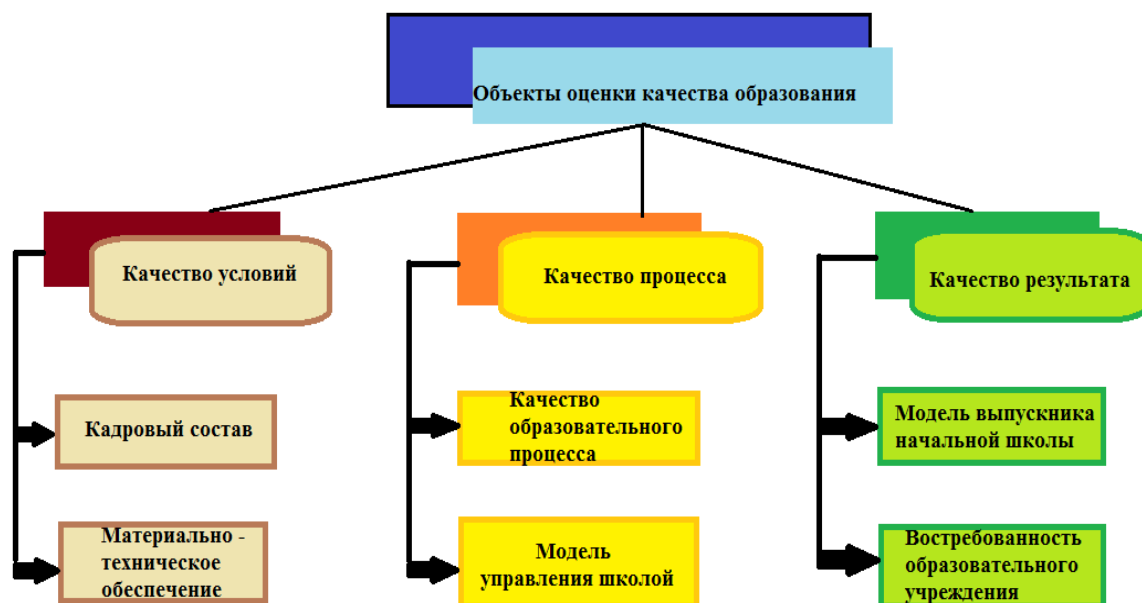 Объекты оценки качества образования
Качество условий
Качество процесса
Качество результата
Кадровый состав
Качество
образовательного
процесса
Модель выпускника
начальной школы
Материально -
техническое
обеспечение
Модель
управления школой
Востребованность
образовательного
учреждения